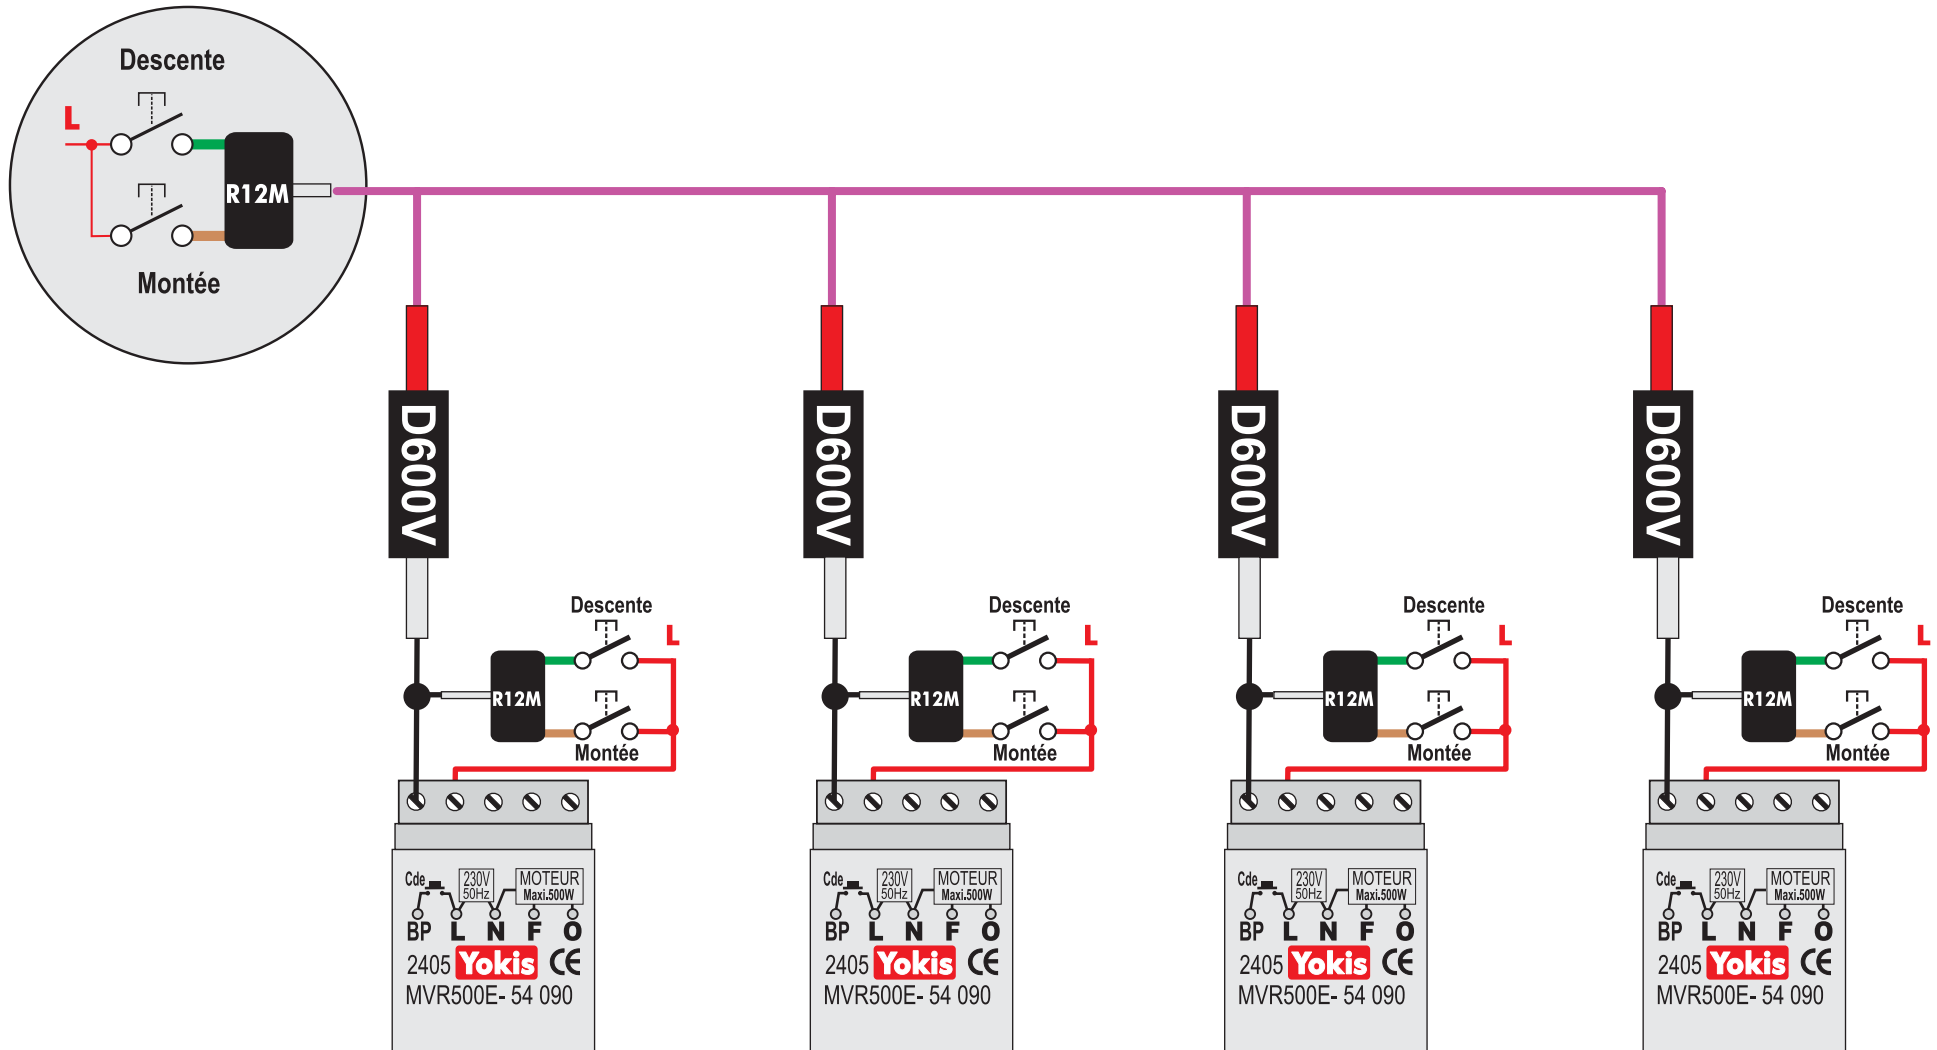 Descente
L
R12M
Montée
D600V
D600V
D600V
D600V
Descente
L
R12M
Montée
Descente
L
R12M
Montée
Descente
L
R12M
Montée
Descente
L
R12M
Montée
Cde 230V 50Hz MOTEUR Maxi.500W
BP L N F O
2405 Yokis CE
MVR500E- 54 090
Cde 230V 50Hz MOTEUR Maxi.500W
BP L N F O
2405 Yokis CE
MVR500E- 54 090
Cde 230V 50Hz MOTEUR Maxi.500W
BP L N F O
2405 Yokis CE
MVR500E- 54 090
Cde 230V 50Hz MOTEUR Maxi.500W
BP L N F O
2405 Yokis CE
MVR500E- 54 090